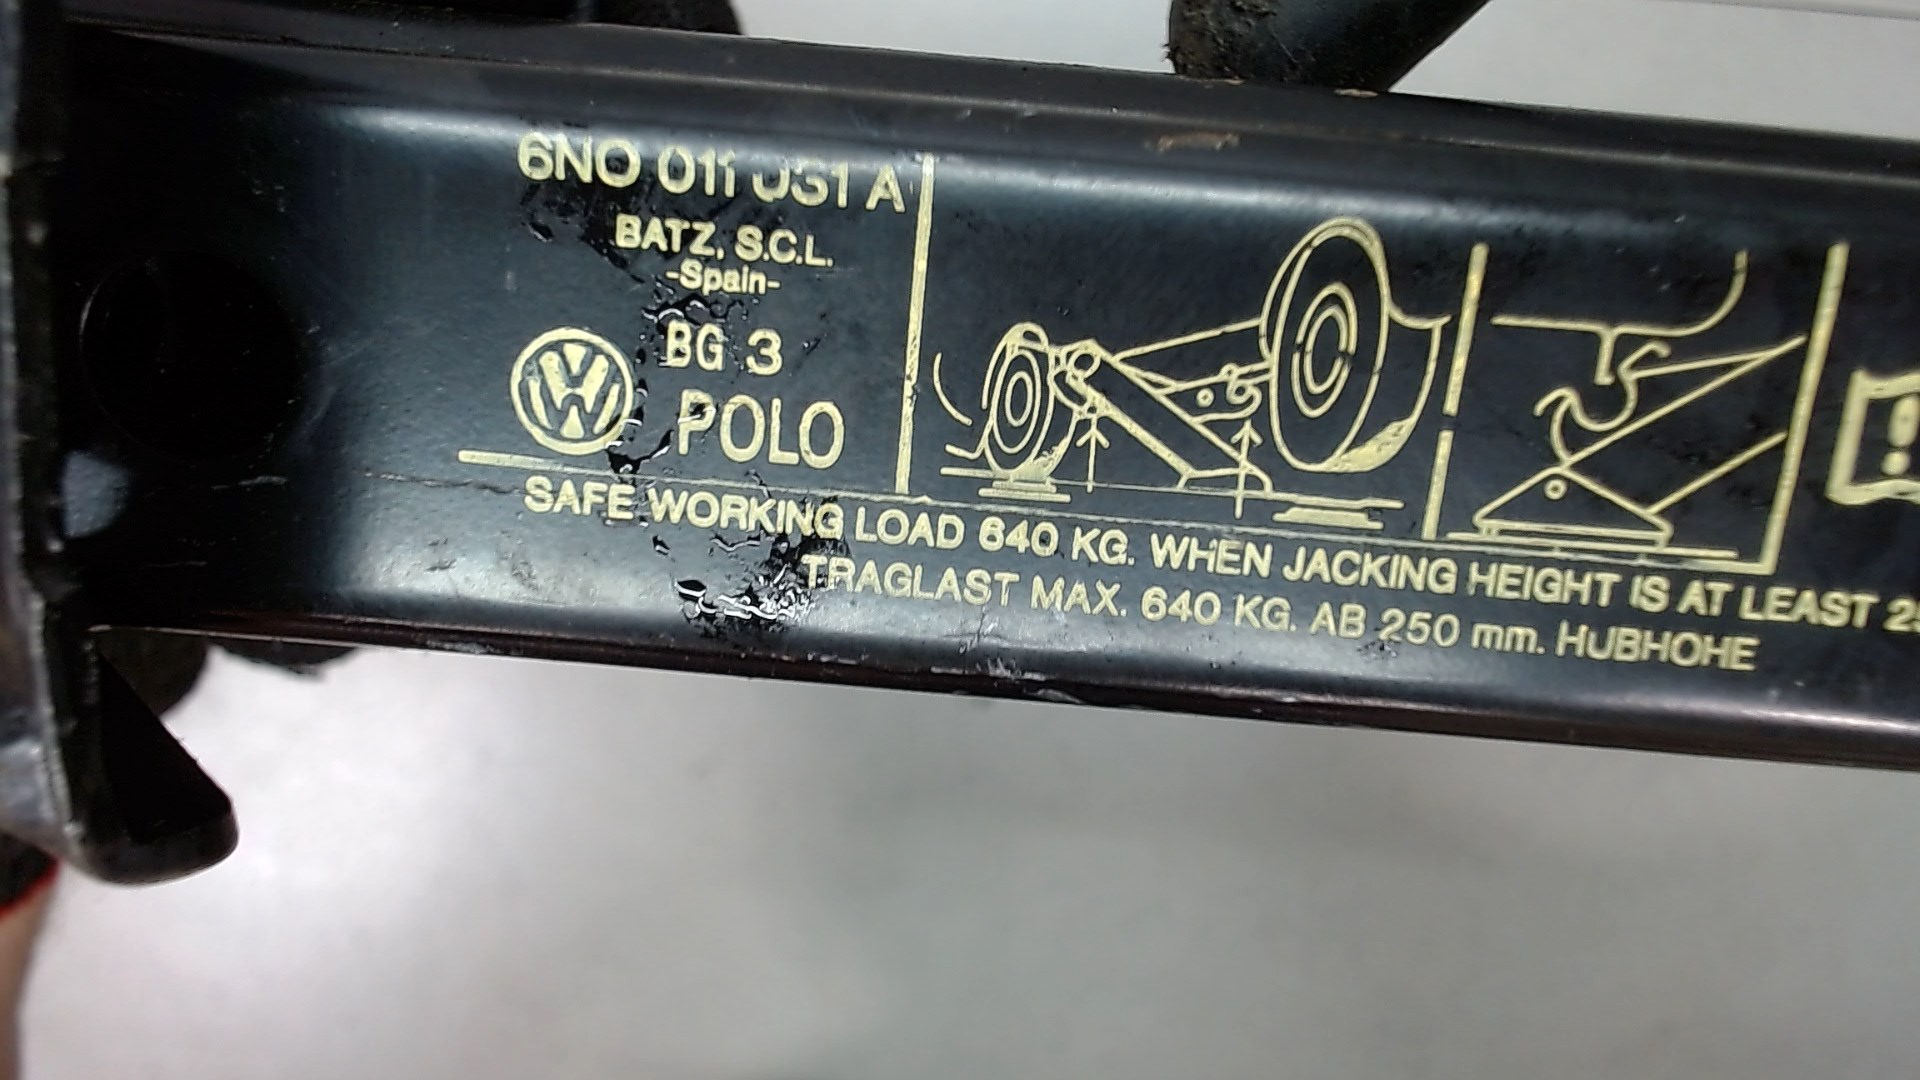 6NO 011 031 A
BATZ, S.C.L.
-Spain-
BG 3
POLO
SAFE WORKING LOAD 640 KG. WHEN JACKING HEIGHT IS AT LEAST
TRAGLAST MAX. 640 KG. AB 250 mm. HUBHOHE